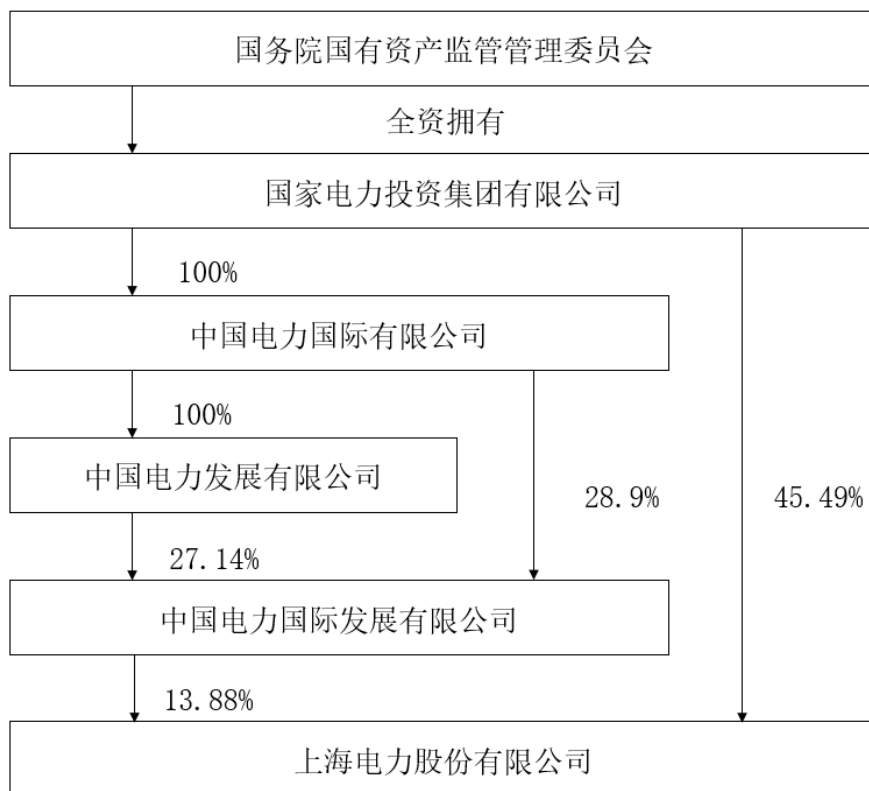 国务院国有资产监管管理委员会
全资拥有
国家电力投资集团有限公司
100%
中国电力国际有限公司
100%
中国电力发展有限公司
28.9%
45.49%
27.14%
中国电力国际发展有限公司
13.88%
上海电力股份有限公司